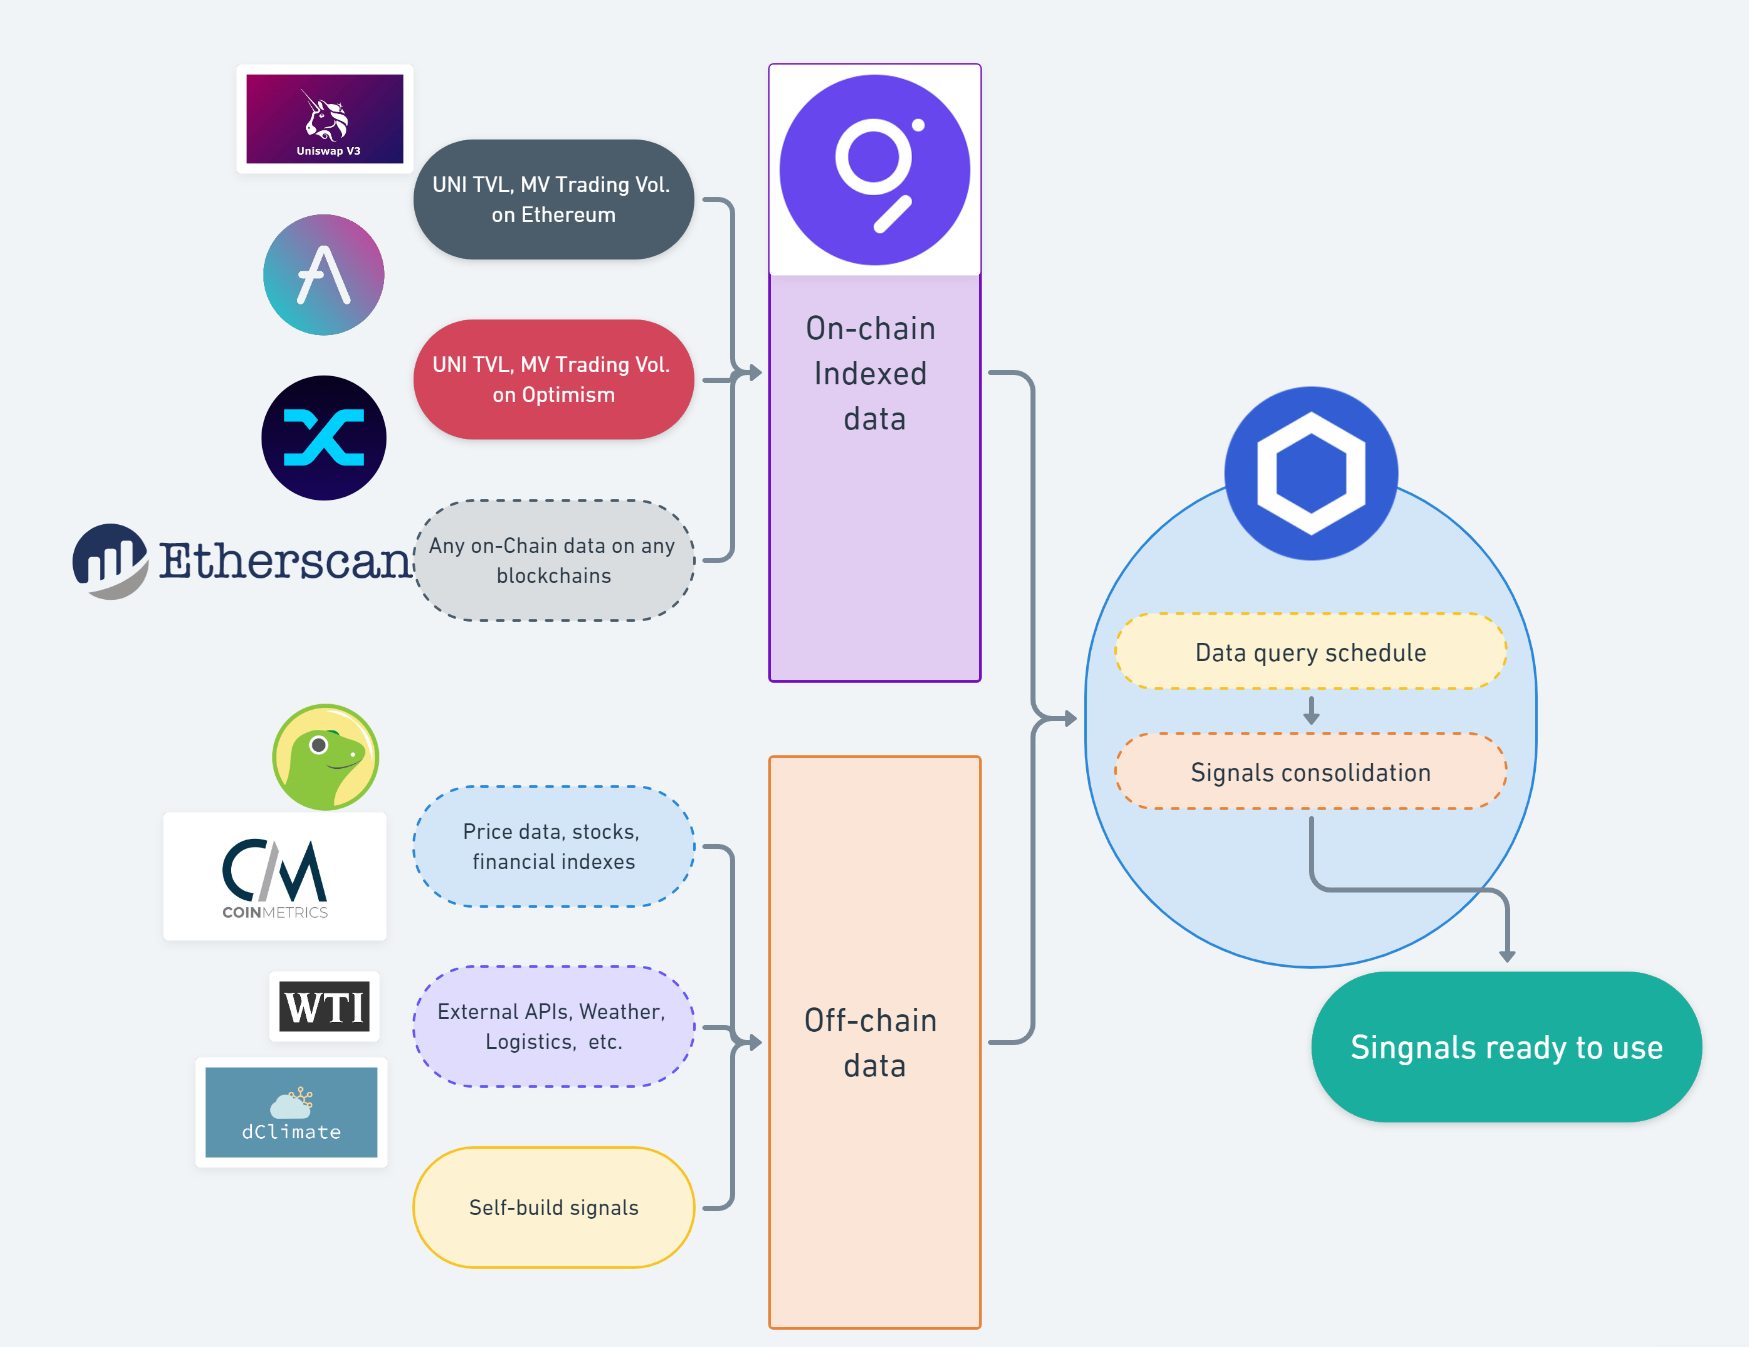 Uniswap V3
UNI TVL, MV Trading Vol.
on Ethereum
UNI TVL, MV Trading Vol.
on Optimism
Etherscan
Any on-Chain data on any
blockchains
On-chain
Indexed
data
COINMETRICS
Price data, stocks,
financial indexes
WTI
External APIs, Weather,
Logistics, etc.
dClimate
Self-build signals
Off-chain
data
Data query schedule
Signals consolidation
Singnals ready to use